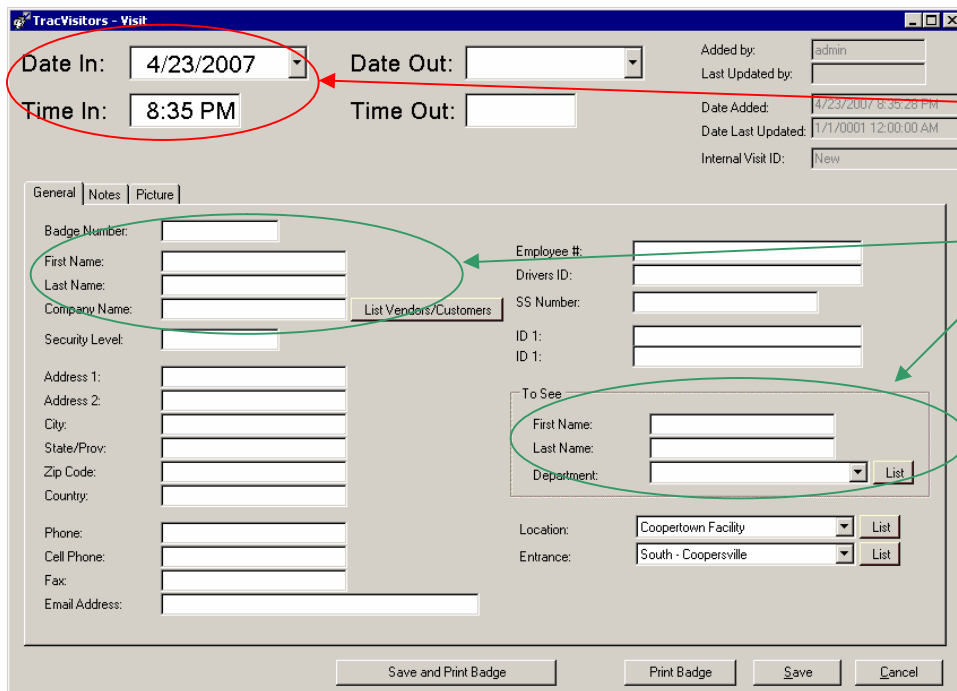 TracVisitors - Visit
Date In: 4/23/2007 Date Out:
Time In: 8:35 PM Time Out:
Added by: admin
Last Updated by:
Date Added: 4/23/2007 8:35:28 PM
Date Last Updated: 1/1/0001 12:00:00 AM
Internal Visit ID: New
General Notes Picture
Badge Number:
First Name:
Last Name:
Company Name: List Vendors/Customers
Security Level:
Address 1:
Address 2:
City:
State/Prov:
Zip Code:
Country:
Phone:
Cell Phone:
Fax:
Email Address:
Employee #:
Drivers ID:
SS Number:
ID 1:
ID 1:
To See
First Name:
Last Name:
Department: List
Location: Coopertown Facility List
Entrance: South - Coopersville List
Save and Print Badge Print Badge Save Cancel